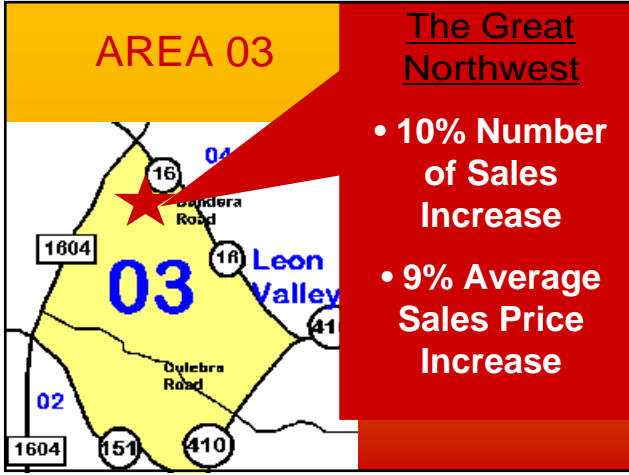 AREA 03
The Great
Northwest
• 10% Number
of Sales
Increase
• 9% Average
Sales Price
Increase
04
16
Bandera
Road
1604
16
03
Leon
Valley
410
Culebra
Road
02
1604
151
410